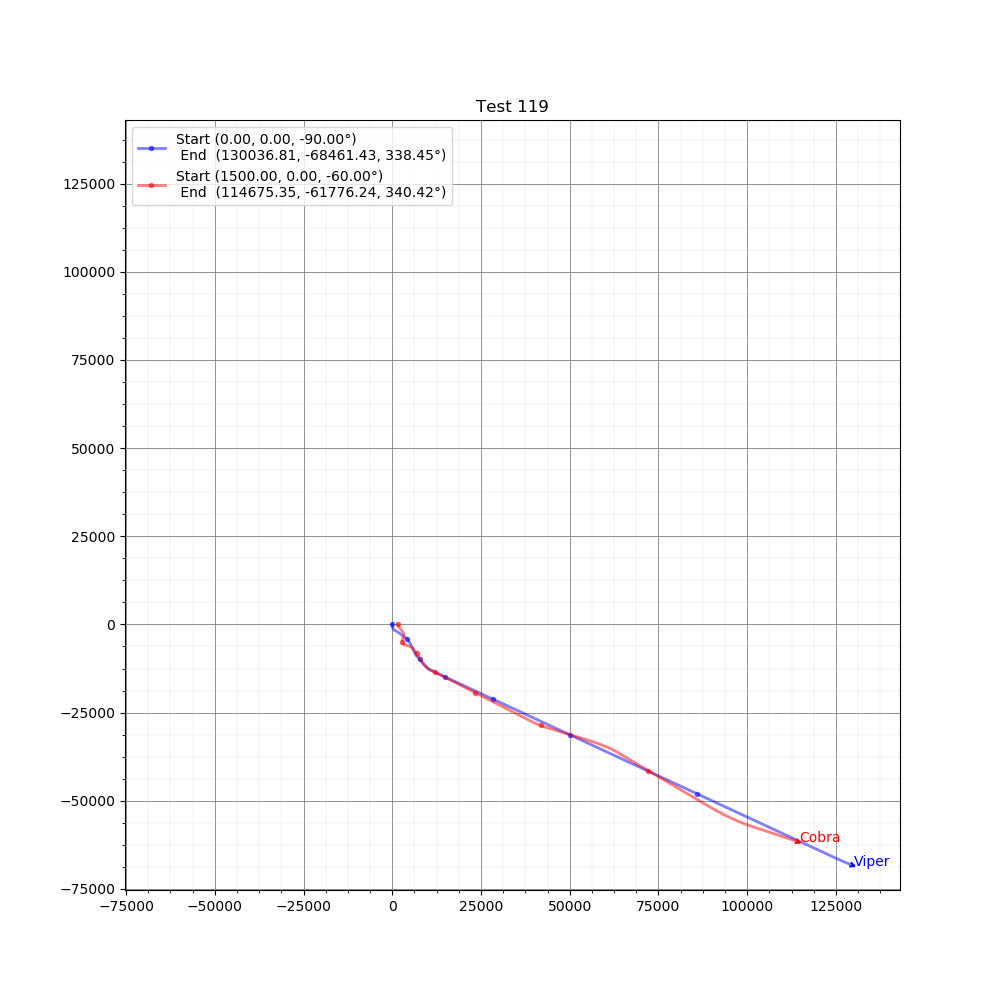 Test 119
Start (0.00, 0.00, -90.00°)
End  (130036.81, -68461.43, 338.45°)
Start (1500.00, 0.00, -60.00°)
End  (114675.35, -61776.24, 340.42°)
125000
100000
75000
50000
25000
0
−25000
−50000
−75000
Cobra
Viper
−75000 −50000 −25000 0 25000 50000 75000 100000 125000